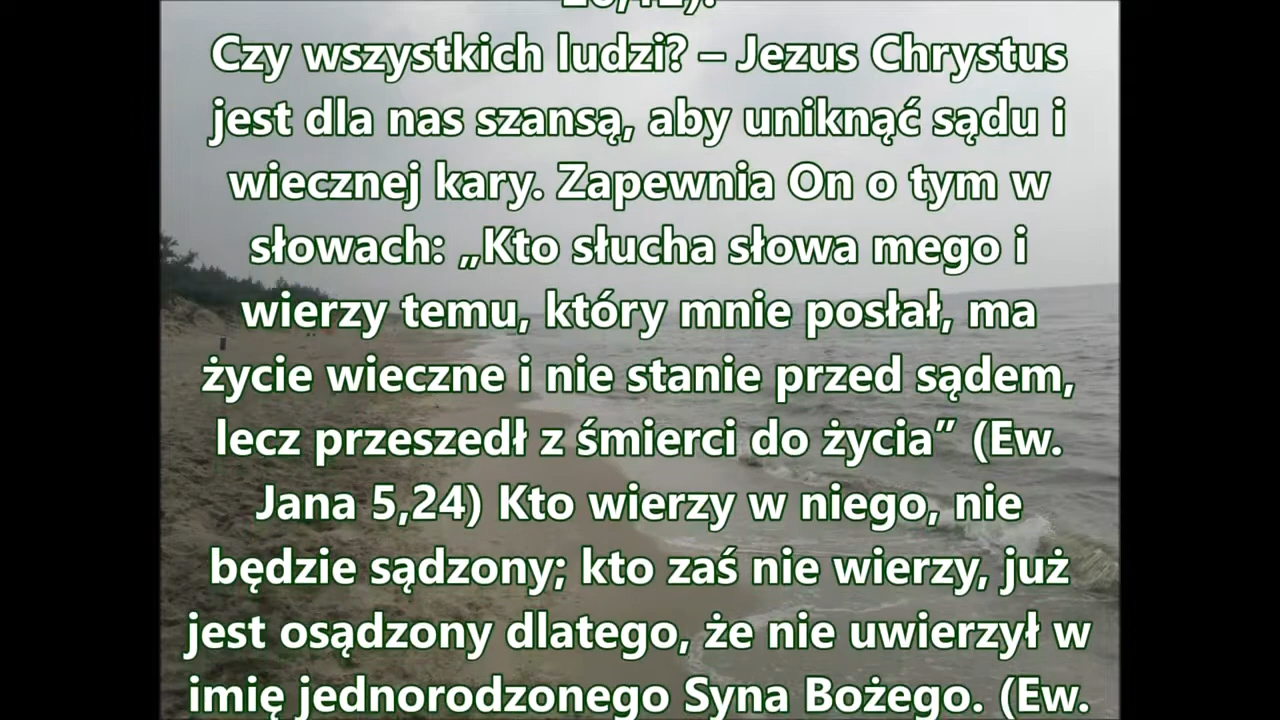 Czy wszystkich ludzi? – Jezus Chrystus
jest dla nas szansą, aby uniknąć sądu i
wiecznej kary. Zapewnia On o tym w
słowach: „Kto słucha słowa mego i
wierzy temu, który mnie posłał, ma
życie wieczne i nie stanie przed sądem,
lecz przeszedł z śmierci do życia” (Ew.
Jana 5,24) Kto wierzy w niego, nie
będzie sądzony; kto zaś nie wierzy, już
jest osądzony dlatego, że nie uwierzył w
imię jednorodzonego Syna Bożego. (Ew.